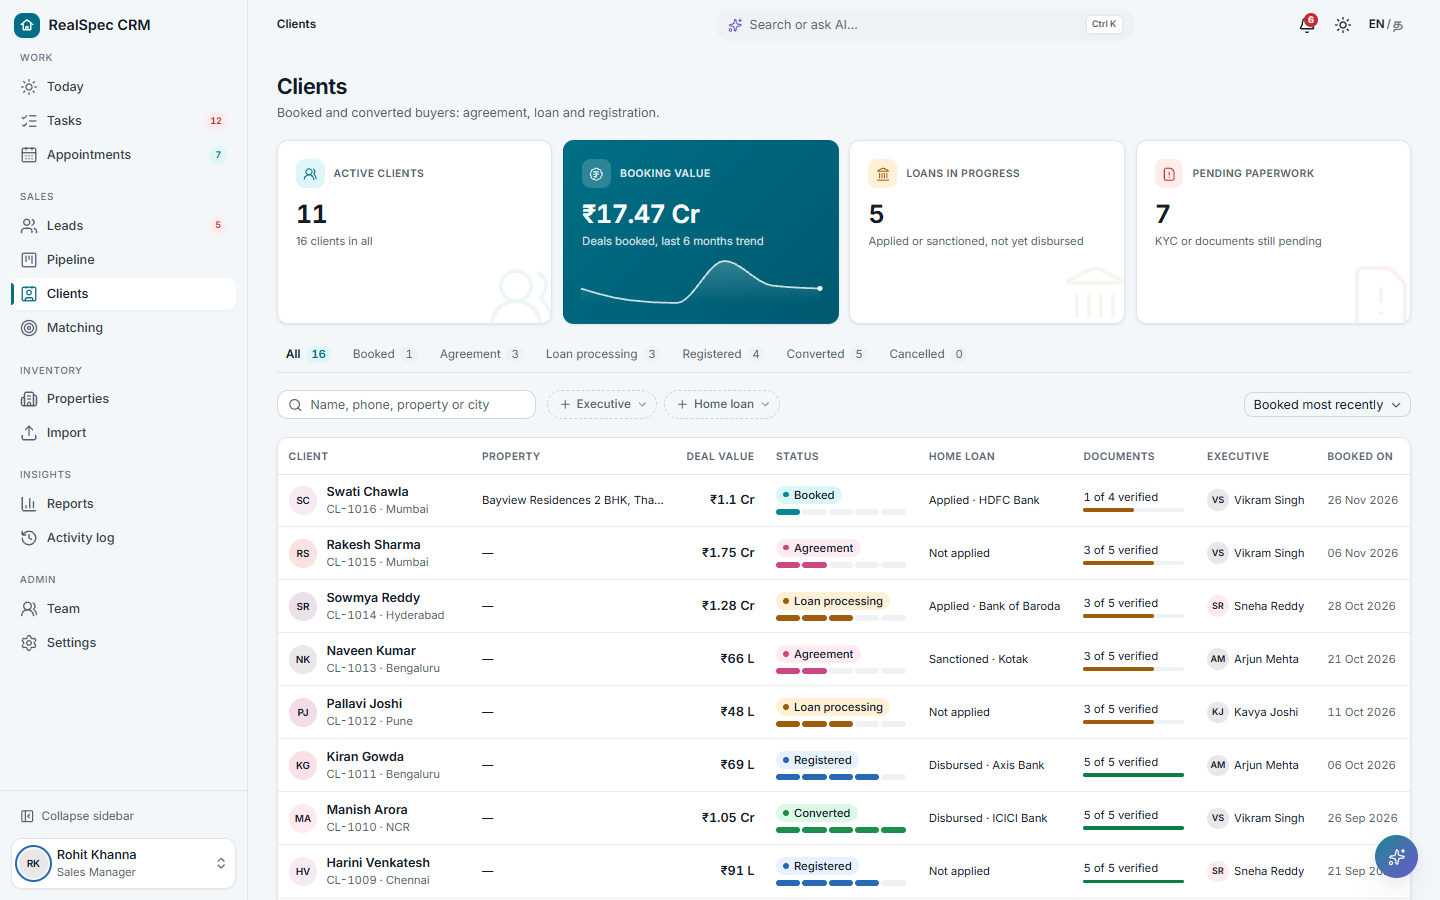 RealSpec CRM
WORK
Today
Tasks 12
Appointments 7
SALES
Leads 5
Pipeline
Clients
Matching
INVENTORY
Properties
Import
INSIGHTS
Reports
Activity log
ADMIN
Team
Settings
Collapse sidebar
RK Rohit Khanna
Sales Manager
Clients
Search or ask AI... Ctrl K
6
EN / த
Clients
Booked and converted buyers: agreement, loan and registration.
ACTIVE CLIENTS
11
16 clients in all
BOOKING VALUE
₹17.47 Cr
Deals booked, last 6 months trend
LOANS IN PROGRESS
5
Applied or sanctioned, not yet disbursed
PENDING PAPERWORK
7
KYC or documents still pending
All 16 Booked 1 Agreement 3 Loan processing 3 Registered 4 Converted 5 Cancelled 0
Name, phone, property or city + Executive + Home loan Booked most recently
CLIENT PROPERTY DEAL VALUE STATUS HOME LOAN DOCUMENTS EXECUTIVE BOOKED ON
SC Swati Chawla
CL-1016 · Mumbai
Bayview Residences 2 BHK, Tha... ₹1.1 Cr Booked Applied · HDFC Bank 1 of 4 verified VS Vikram Singh 26 Nov 2026
RS Rakesh Sharma
CL-1015 · Mumbai
— ₹1.75 Cr Agreement Not applied 3 of 5 verified VS Vikram Singh 06 Nov 2026
SR Sowmya Reddy
CL-1014 · Hyderabad
— ₹1.28 Cr Loan processing Applied · Bank of Baroda 3 of 5 verified SR Sneha Reddy 28 Oct 2026
NK Naveen Kumar
CL-1013 · Bengaluru
— ₹66 L Agreement Sanctioned · Kotak 3 of 5 verified AM Arjun Mehta 21 Oct 2026
PJ Pallavi Joshi
CL-1012 · Pune
— ₹48 L Loan processing Not applied 3 of 5 verified KJ Kavya Joshi 11 Oct 2026
KG Kiran Gowda
CL-1011 · Bengaluru
— ₹69 L Registered Disbursed · Axis Bank 5 of 5 verified AM Arjun Mehta 06 Oct 2026
MA Manish Arora
CL-1010 · NCR
— ₹1.05 Cr Converted Disbursed · ICICI Bank 5 of 5 verified VS Vikram Singh 26 Sep 2026
HV Harini Venkatesh
CL-1009 · Chennai
— ₹91 L Registered Not applied 5 of 5 verified SR Sneha Reddy 21 Sep